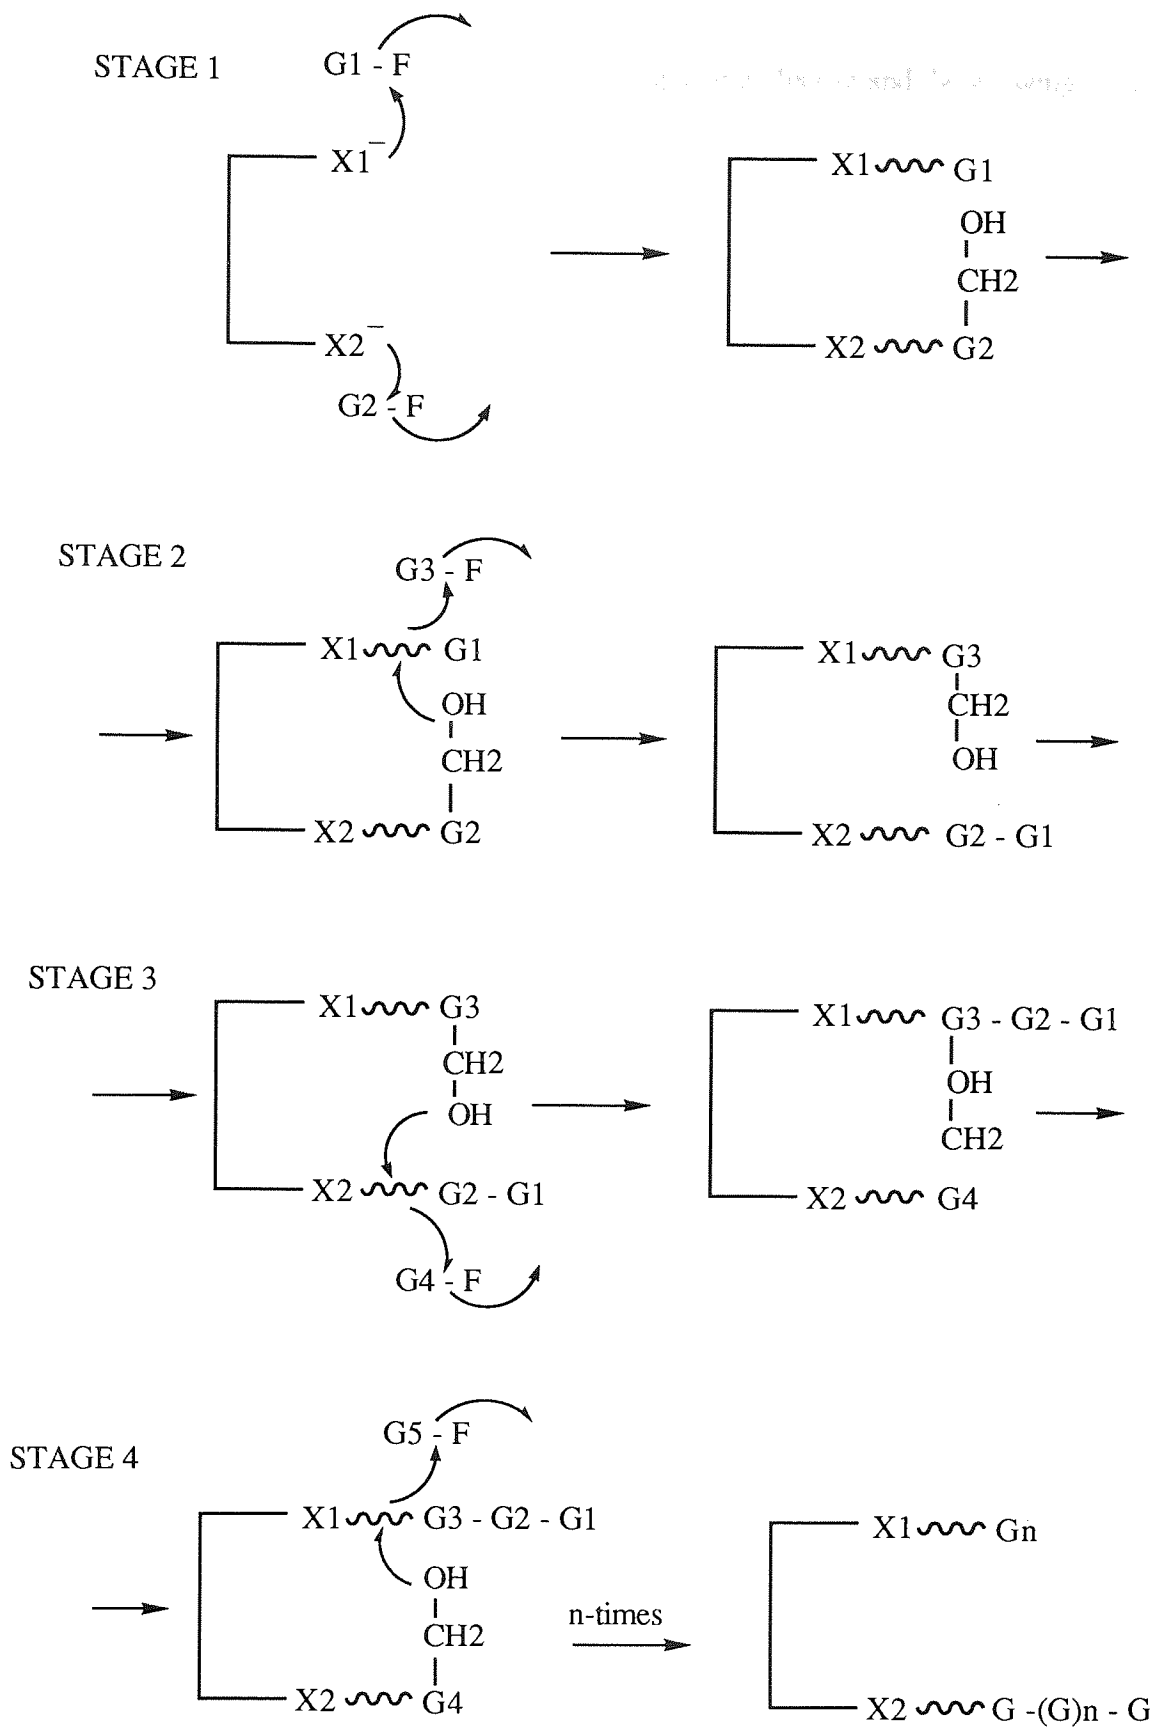 STAGE 1
G1 - F
X1⁻
X2⁻
G2 - F
X1 G1
OH
CH2
X2 G2
STAGE 2
G3 - F
X1 G1
OH
CH2
X2 G2
X1 G3
CH2
OH
X2 G2 - G1
STAGE 3
X1 G3
CH2
OH
X2 G2 - G1
G4 - F
X1 G3 - G2 - G1
OH
CH2
X2 G4
STAGE 4
G5 - F
X1 G3 - G2 - G1
OH
CH2
X2 G4
n-times
X1 Gn
X2 G -(G)n - G